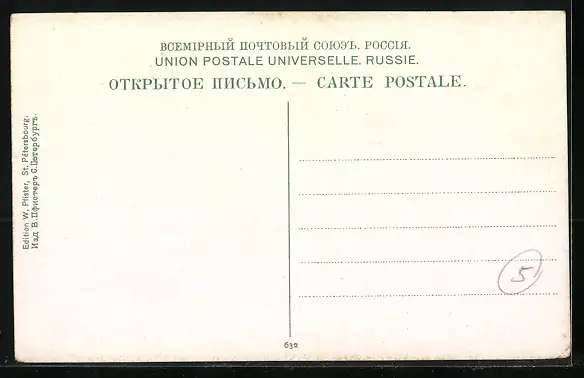 ВСЕМІРНЫЙ ПОЧТОВЫЙ СОЮЗЪ. РОССІЯ.
UNION POSTALE UNIVERSELLE. RUSSIE.
ОТКРЫТОЕ ПИСЬМО. — CARTE POSTALE.
Edition W. Pfister, St. Pétersbourg.
Изд В. Пфистеръ С. Петербургъ.
5
632